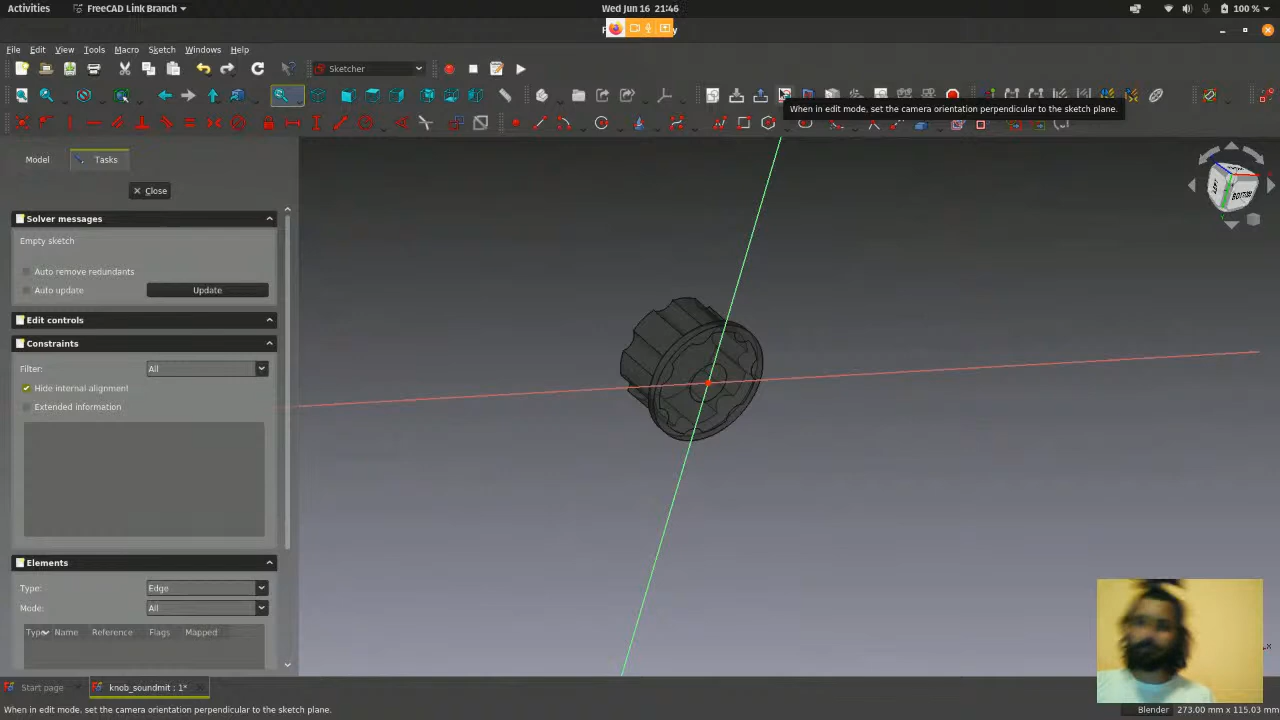 Activities
FreeCAD Link Branch
Wed Jun 16 21:46
100 %
File Edit View Tools Macro Sketch Windows Help
Sketcher
When in edit mode, set the camera orientation perpendicular to the sketch plane.
Model
Tasks
Close
Solver messages
Empty sketch
Auto remove redundants
Auto update
Update
Edit controls
Constraints
Filter:
All
Hide internal alignment
Extended information
Elements
Type:
Edge
Mode:
All
Type Name Reference Flags Mapped
Start page
knob_soundmit : 1*
When in edit mode, set the camera orientation perpendicular to the sketch plane.
Blender
273.00 mm x 115.03 mm